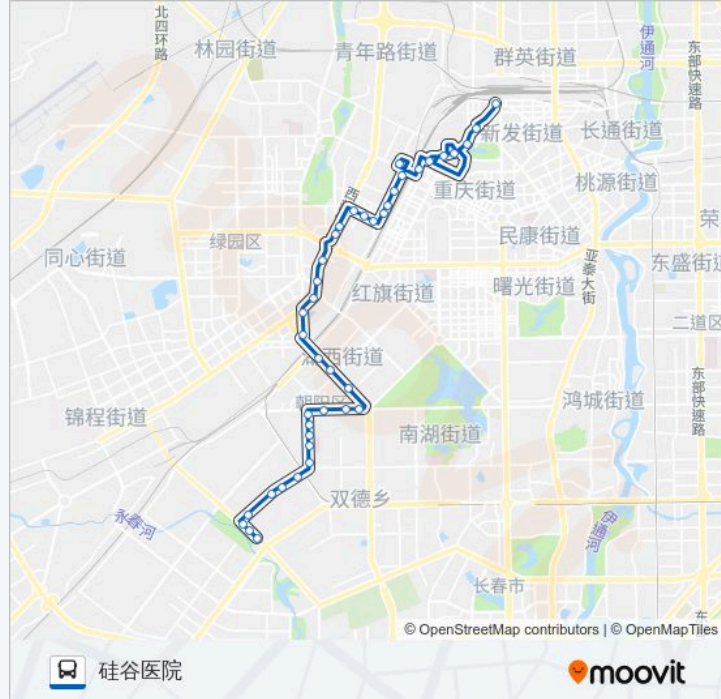 北四环路
林园街道
青年路街道
群英街道
伊通河
东部快速路
新发街道
长通街道
重庆街道
桃源街道
西
荣
绿园区
民康街道
同心街道
亚泰大街
东盛街道
红旗街道
曙光街道
二道区
湖西街道
东部快速路
朝阳区
锦程街道
鸿城街道
南湖街道
双德乡
永春河
伊通河
长春市
东
© OpenStreetMap contributors | © OpenMapTiles
硅谷医院
moovit